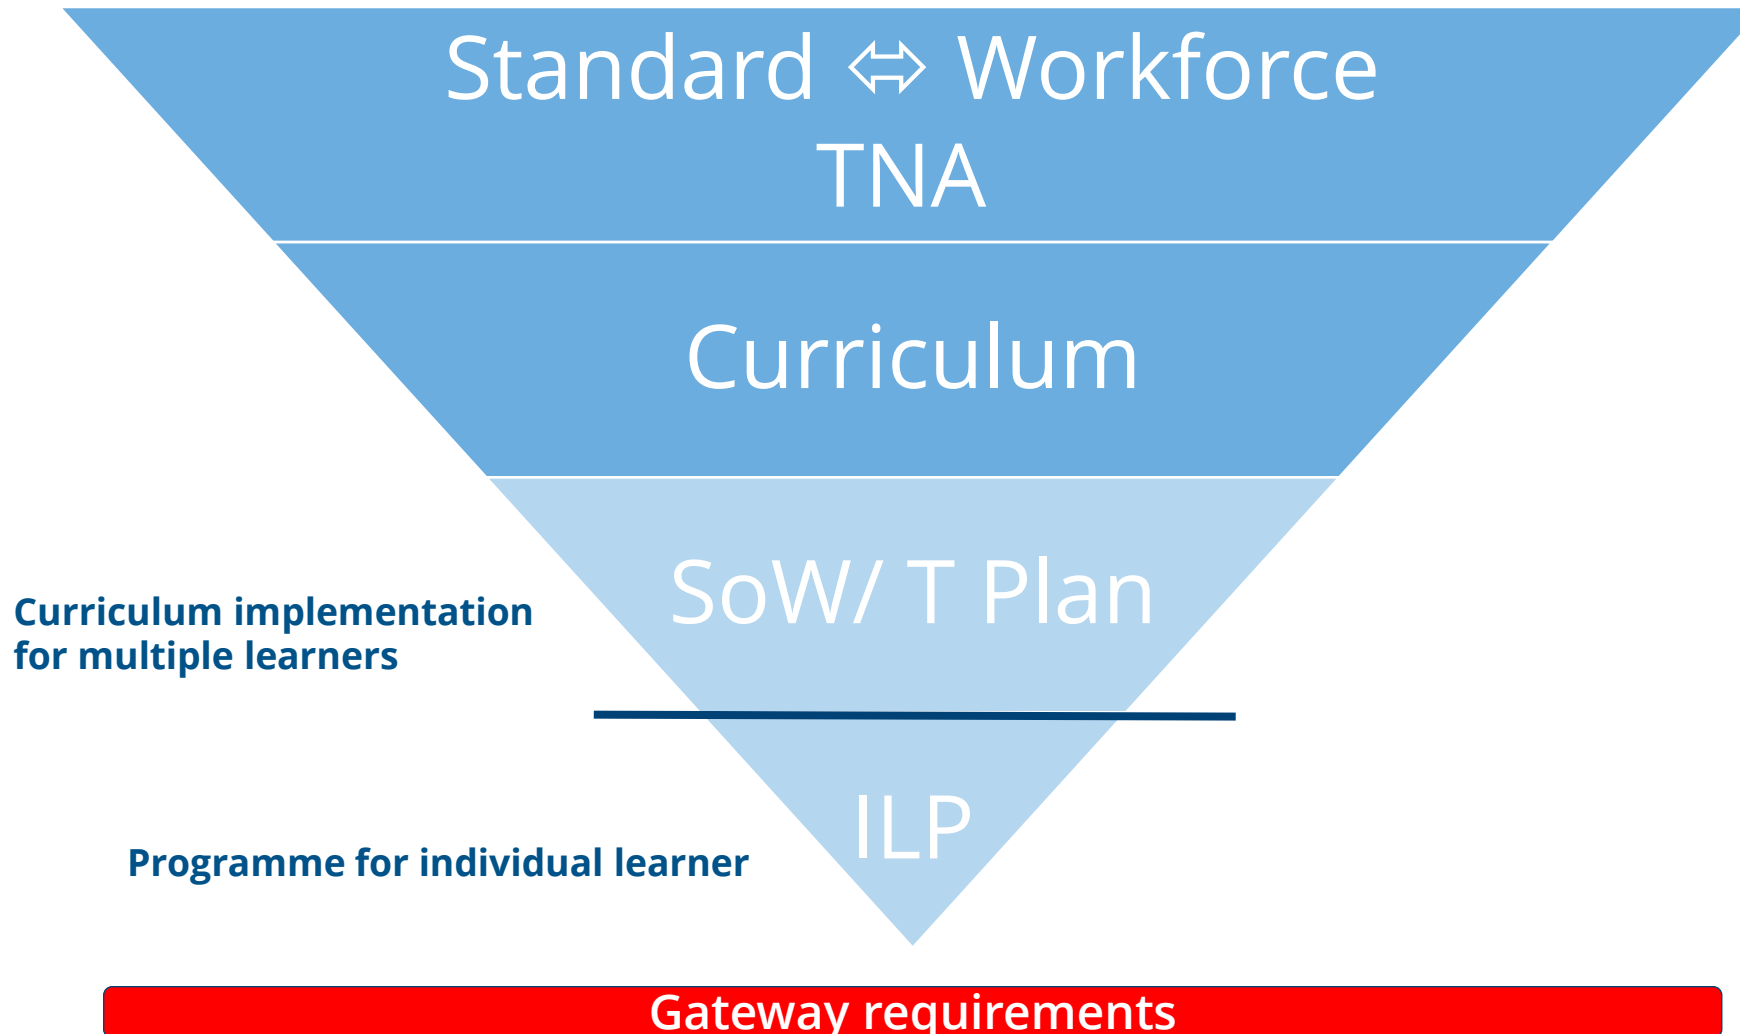 Standard ⬄ Workforce
TNA
Curriculum
SoW/ T Plan
Curriculum implementation
for multiple learners
ILP
Programme for individual learner
Gateway requirements